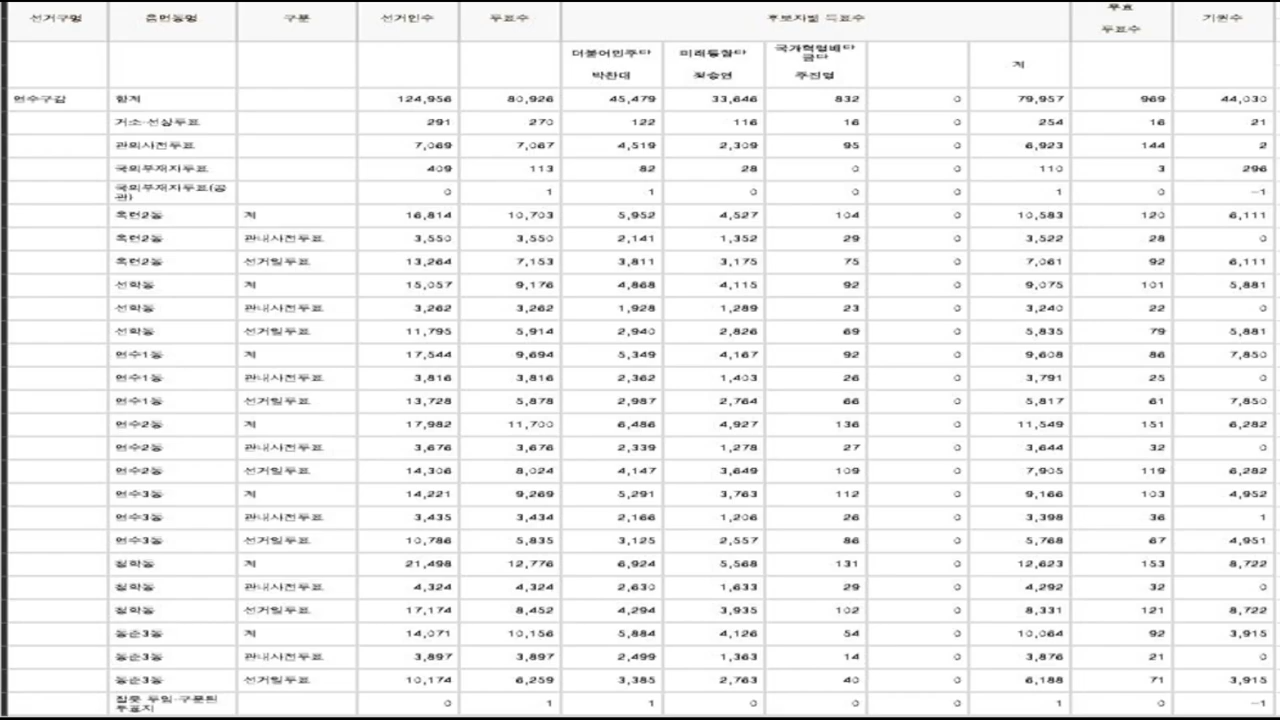 선거구명 읍면동명 구분 선거인수 투표수 후보자별 득표수 무효 투표수 기권수
더불어민주당 박찬대 미래통합당 정승연 국가혁명배당금당 주진영 계
연수구갑 합계 124,956 80,926 45,479 33,646 832 0 79,957 969 44,030
거소·선상투표 291 270 122 116 16 0 254 16 21
관외사전투표 7,069 7,067 4,519 2,309 95 0 6,923 144 2
국외부재자투표 409 113 82 28 0 0 110 3 296
국외부재자투표(공관) 0 1 1 0 0 0 1 0 -1
옥련2동 계 16,814 10,703 5,952 4,527 104 0 10,583 120 6,111
옥련2동 관내사전투표 3,550 3,550 2,141 1,352 29 0 3,522 28 0
옥련2동 선거일투표 13,264 7,153 3,811 3,175 75 0 7,061 92 6,111
선학동 계 15,057 9,176 4,868 4,115 92 0 9,075 101 5,881
선학동 관내사전투표 3,262 3,262 1,928 1,289 23 0 3,240 22 0
선학동 선거일투표 11,795 5,914 2,940 2,826 69 0 5,835 79 5,881
연수1동 계 17,544 9,694 5,349 4,167 92 0 9,608 86 7,850
연수1동 관내사전투표 3,816 3,816 2,362 1,403 26 0 3,791 25 0
연수1동 선거일투표 13,728 5,878 2,987 2,764 66 0 5,817 61 7,850
연수2동 계 17,982 11,700 6,486 4,927 136 0 11,549 151 6,282
연수2동 관내사전투표 3,676 3,676 2,339 1,278 27 0 3,644 32 0
연수2동 선거일투표 14,306 8,024 4,147 3,649 109 0 7,905 119 6,282
연수3동 계 14,221 9,269 5,291 3,763 112 0 9,166 103 4,952
연수3동 관내사전투표 3,435 3,434 2,166 1,206 26 0 3,398 36 1
연수3동 선거일투표 10,786 5,835 3,125 2,557 86 0 5,768 67 4,951
청학동 계 21,498 12,776 6,924 5,568 131 0 12,623 153 8,722
청학동 관내사전투표 4,324 4,324 2,630 1,633 29 0 4,292 32 0
청학동 선거일투표 17,174 8,452 4,294 3,935 102 0 8,331 121 8,722
동춘3동 계 14,071 10,156 5,884 4,126 54 0 10,064 92 3,915
동춘3동 관내사전투표 3,897 3,897 2,499 1,363 14 0 3,876 21 0
동춘3동 선거일투표 10,174 6,259 3,385 2,763 40 0 6,188 71 3,915
잘못 투입·구분된 투표지 0 1 1 0 0 0 1 0 -1